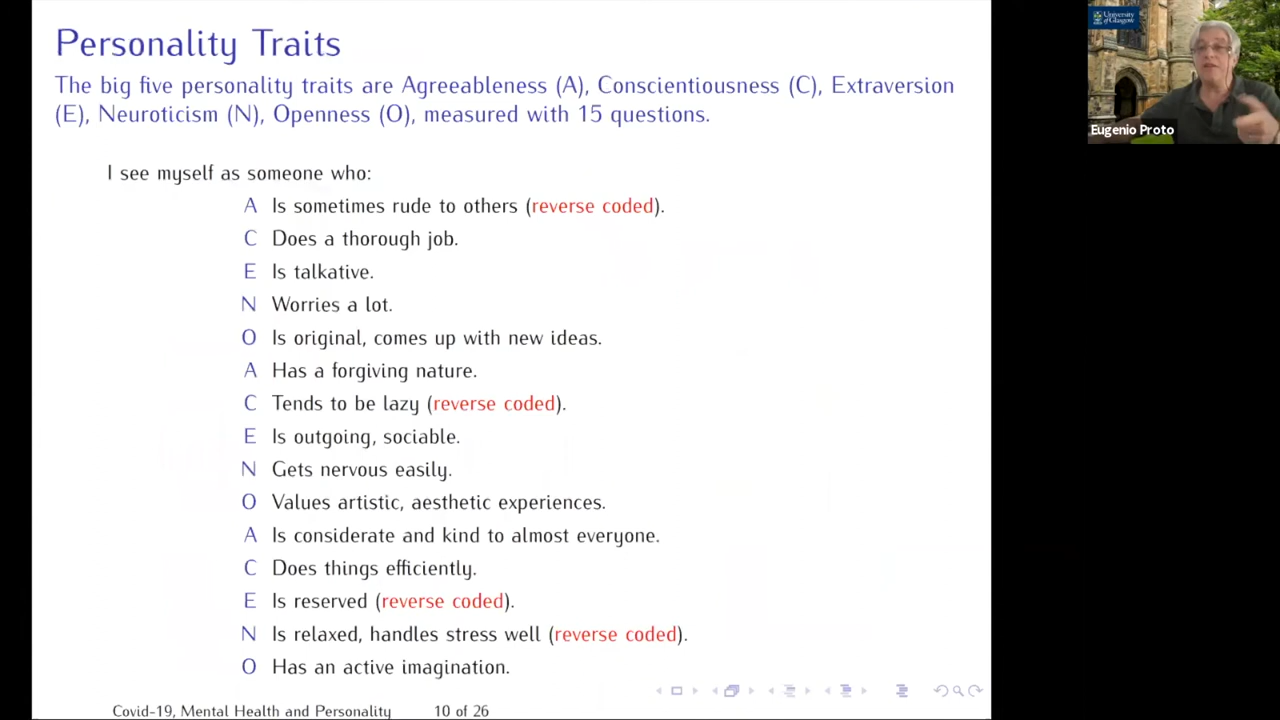 Personality Traits
The big five personality traits are Agreeableness (A), Conscientiousness (C), Extraversion
(E), Neuroticism (N), Openness (O), measured with 15 questions.
I see myself as someone who:
A Is sometimes rude to others (reverse coded).
C Does a thorough job.
E Is talkative.
N Worries a lot.
O Is original, comes up with new ideas.
A Has a forgiving nature.
C Tends to be lazy (reverse coded).
E Is outgoing, sociable.
N Gets nervous easily.
O Values artistic, aesthetic experiences.
A Is considerate and kind to almost everyone.
C Does things efficiently.
E Is reserved (reverse coded).
N Is relaxed, handles stress well (reverse coded).
O Has an active imagination.
Covid-19, Mental Health and Personality 10 of 26
University
of Glasgow
Eugenio Proto